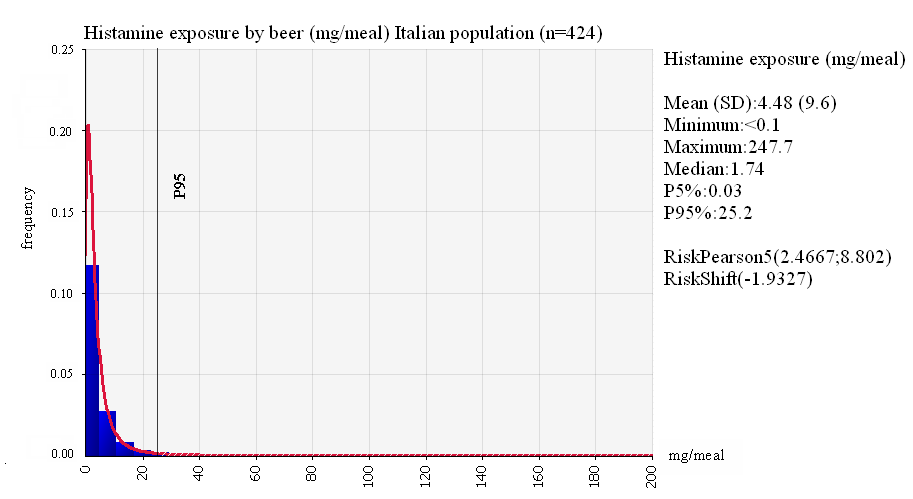 Histamine exposure by beer (mg/meal) Italian population (n=424)
0.25
0.20
0.15
0.10
0.05
0.00
frequency
P95
0
20
40
60
80
100
120
140
160
180
200
mg/meal
Histamine exposure (mg/meal)
Mean (SD):4.48 (9.6)
Minimum:<0.1
Maximum:247.7
Median:1.74
P5%:0.03
P95%:25.2
RiskPearson5(2.4667;8.802)
RiskShift(-1.9327)